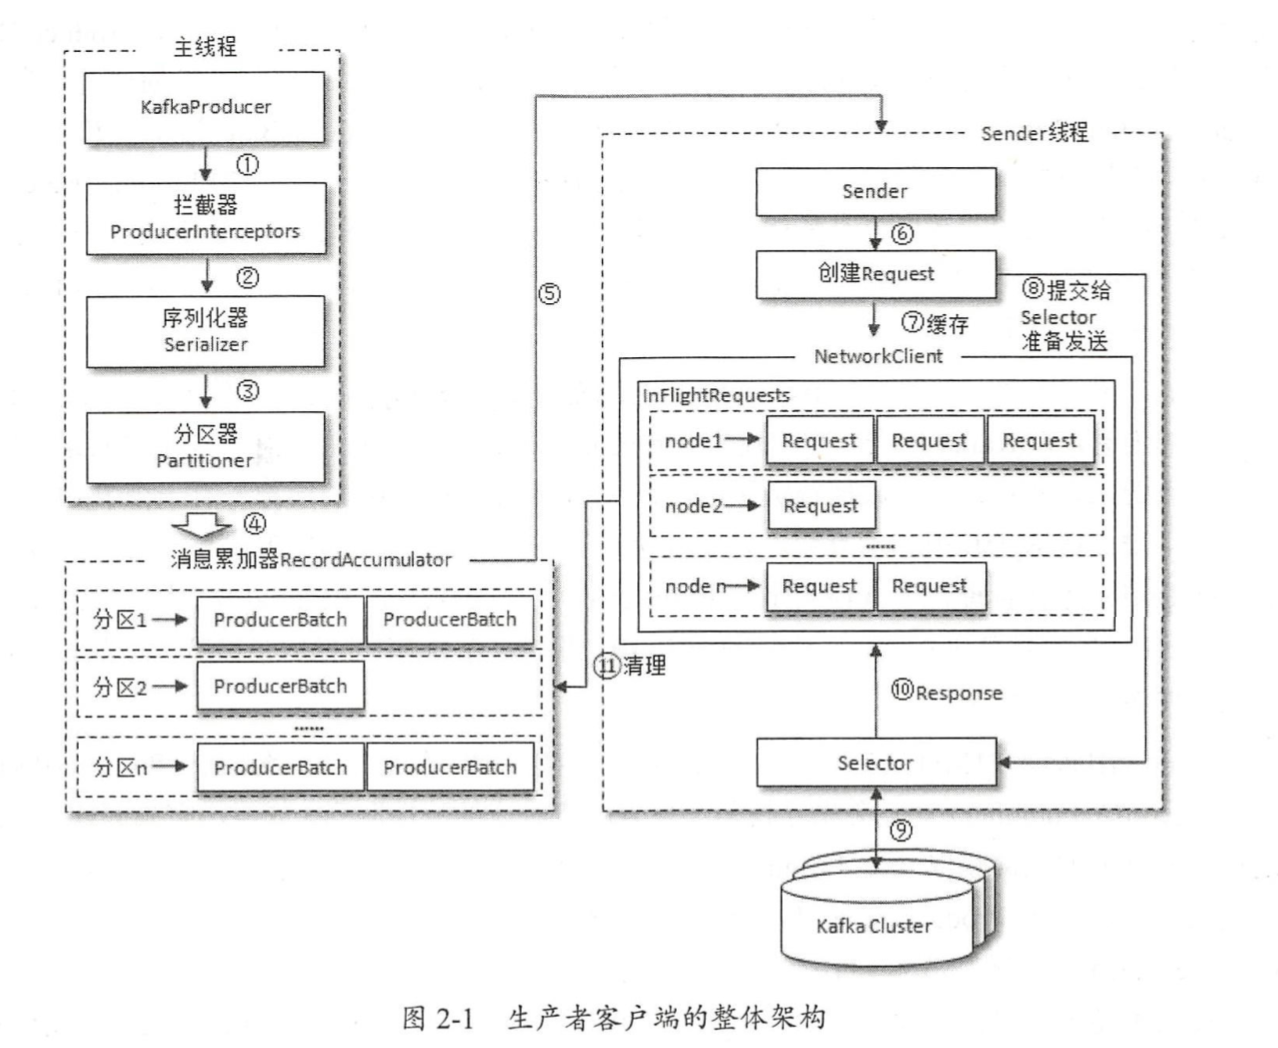 主线程
KafkaProducer
①
拦截器
ProducerInterceptors
②
序列化器
Serializer
③
分区器
Partitioner
④
消息累加器RecordAccumulator
分区1
ProducerBatch
ProducerBatch
分区2
ProducerBatch
......
分区n
ProducerBatch
ProducerBatch
⑤
Sender线程
Sender
⑥
创建Request
⑦缓存
⑧提交给
Selector
准备发送
NetworkClient
InFlightRequests
node1
Request
Request
Request
node2
Request
......
node n
Request
Request
⑪清理
⑩Response
Selector
⑨
Kafka Cluster
图 2-1 生产者客户端的整体架构